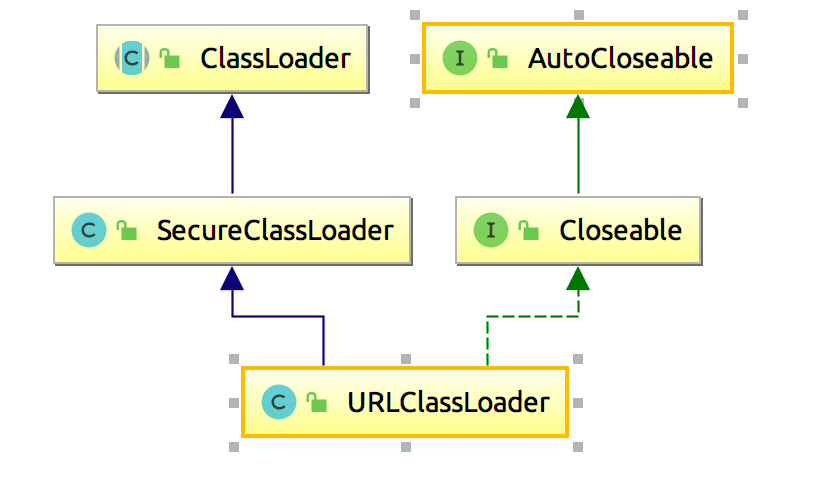 C ClassLoader
I AutoCloseable
C SecureClassLoader
I Closeable
C URLClassLoader